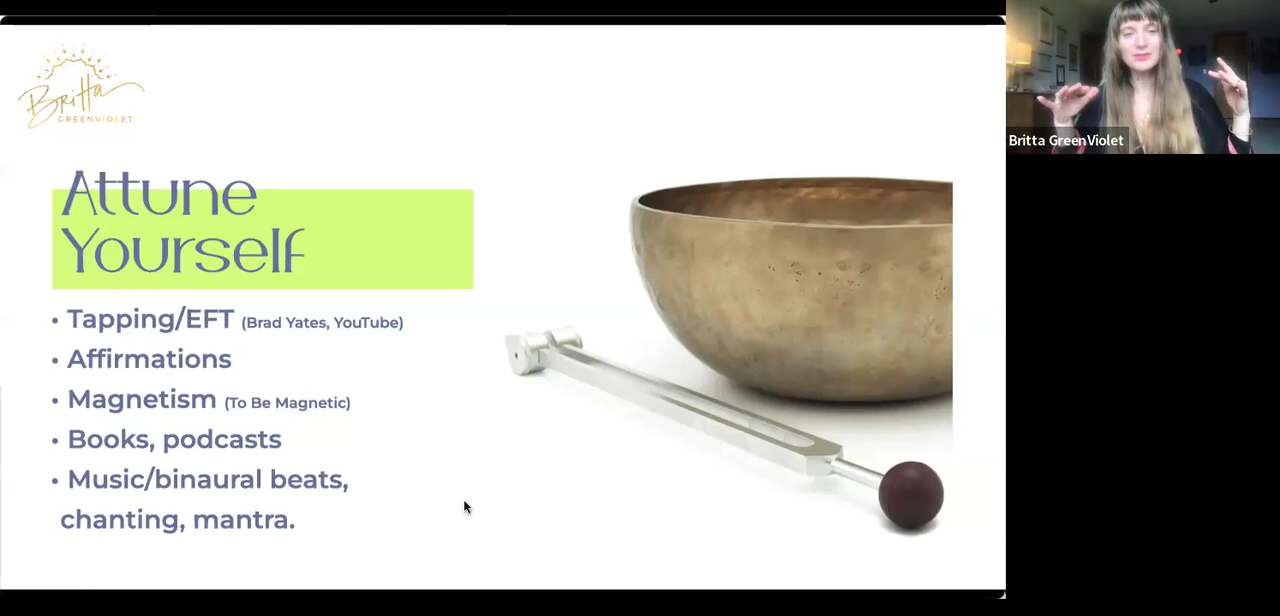 Britta
GREENVIOLET
Attune
Yourself
• Tapping/EFT (Brad Yates, YouTube)
• Affirmations
• Magnetism (To Be Magnetic)
• Books, podcasts
• Music/binaural beats,
chanting, mantra.
Britta GreenViolet